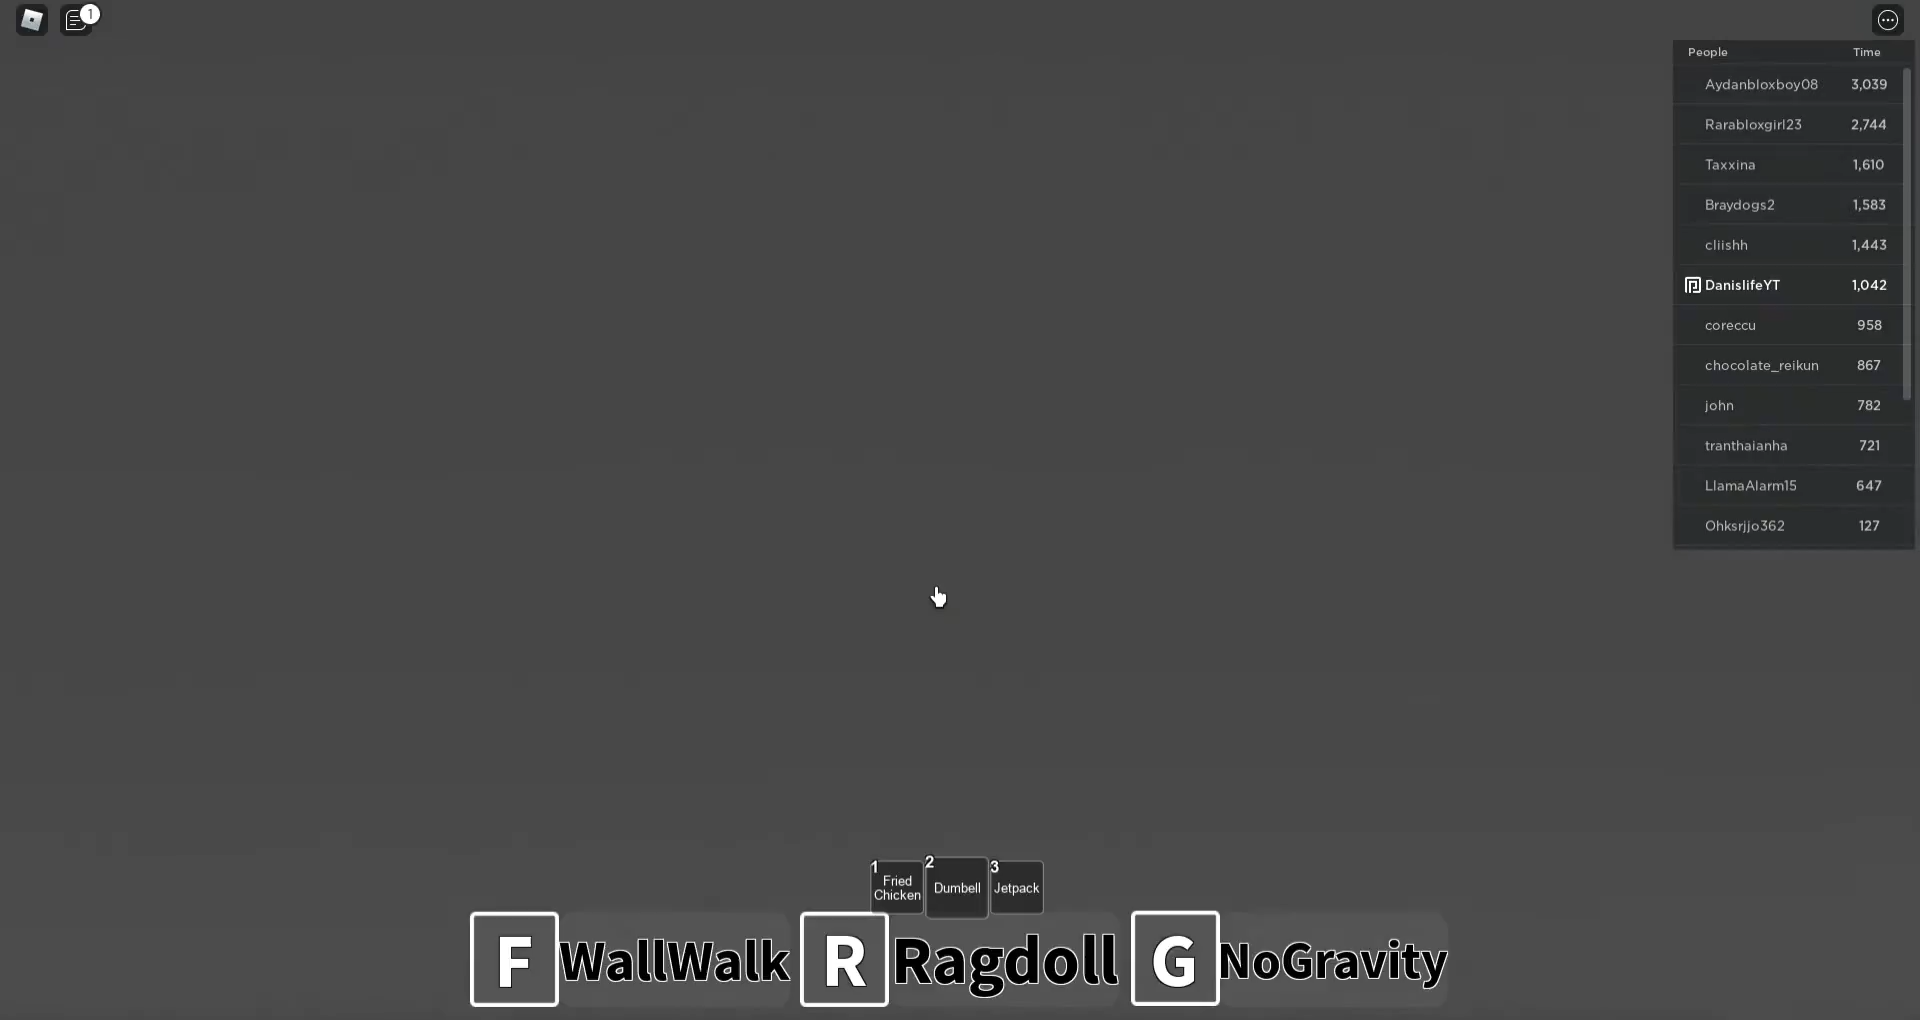 1
People Time
Aydanbloxboy08 3,039
Rarabloxgirl23 2,744
Taxxina 1,610
Braydogs2 1,583
cliishh 1,443
DanislifeYT 1,042
coreccu 958
chocolate_reikun 867
john 782
tranthaianha 721
LlamaAlarm15 647
Ohksrjjo362 127
1 Fried Chicken
2 Dumbell
3 Jetpack
F WallWalk R Ragdoll G NoGravity